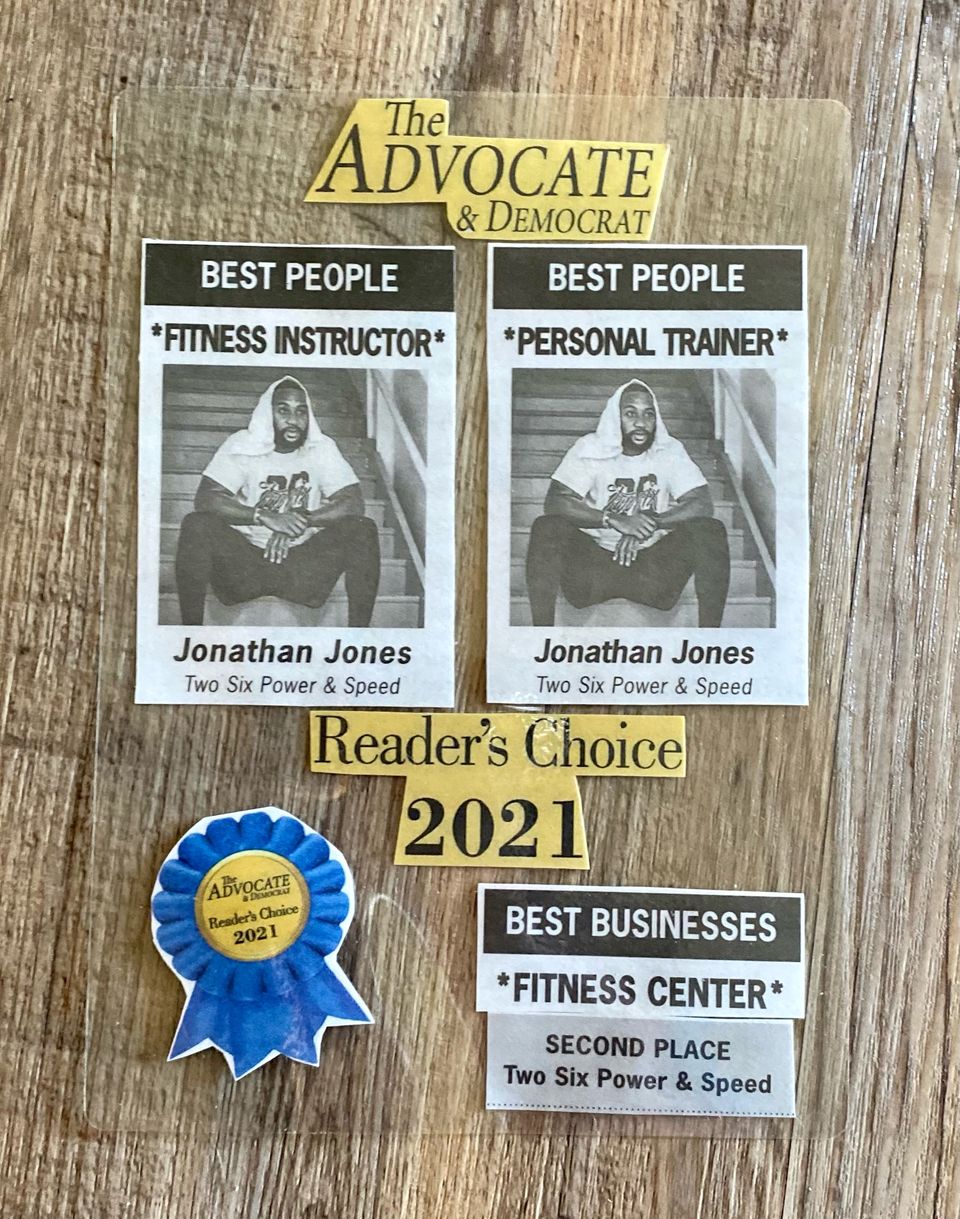 The
ADVOCATE
& DEMOCRAT
BEST PEOPLE
*FITNESS INSTRUCTOR*
Jonathan Jones
Two Six Power & Speed
BEST PEOPLE
*PERSONAL TRAINER*
Jonathan Jones
Two Six Power & Speed
Reader's Choice
2021
The
ADVOCATE
& DEMOCRAT
Reader's Choice
2021
BEST BUSINESSES
*FITNESS CENTER*
SECOND PLACE
Two Six Power & Speed